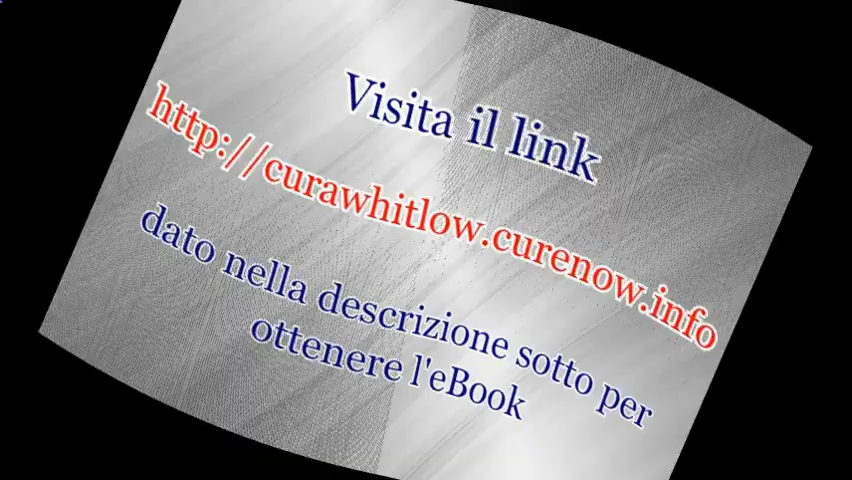 Visita il link
http://curawhitlow.curenow.info
dato nella descrizione sotto per
ottenere l'eBook